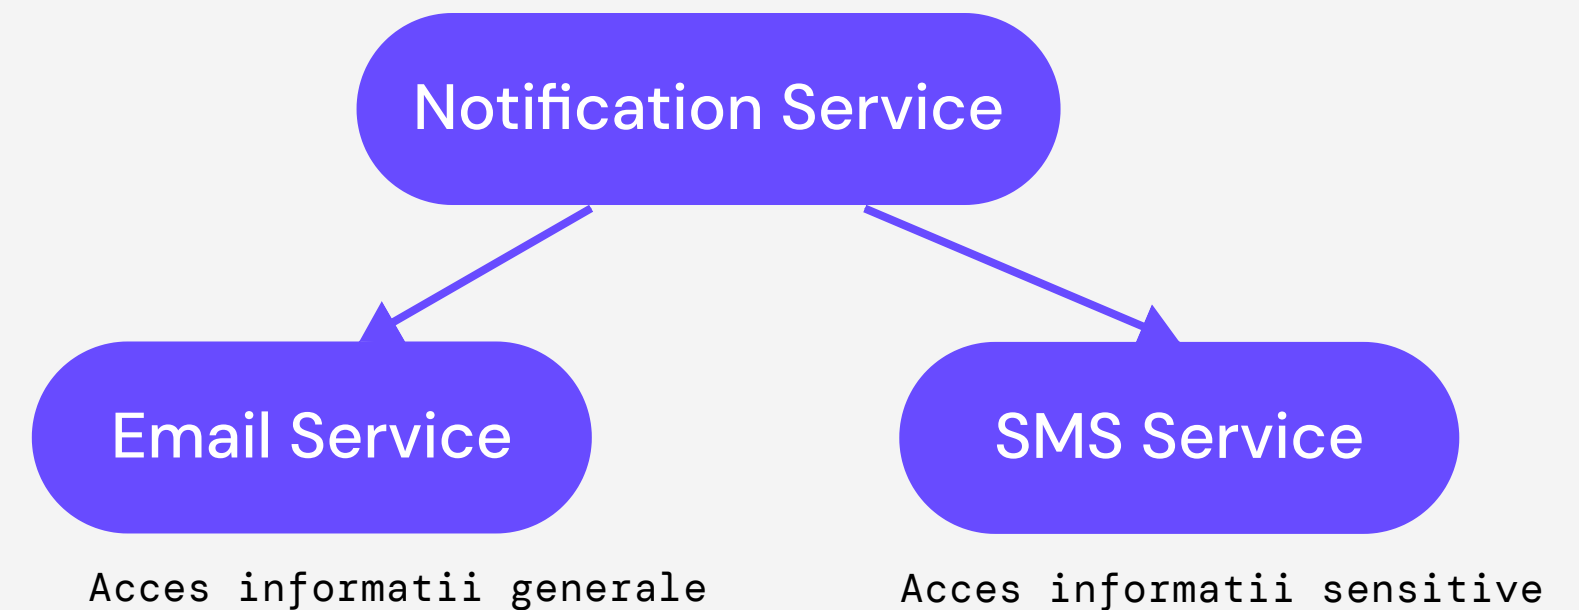 Notification Service
Email Service
SMS Service
Acces informatii generale
Acces informatii sensitive